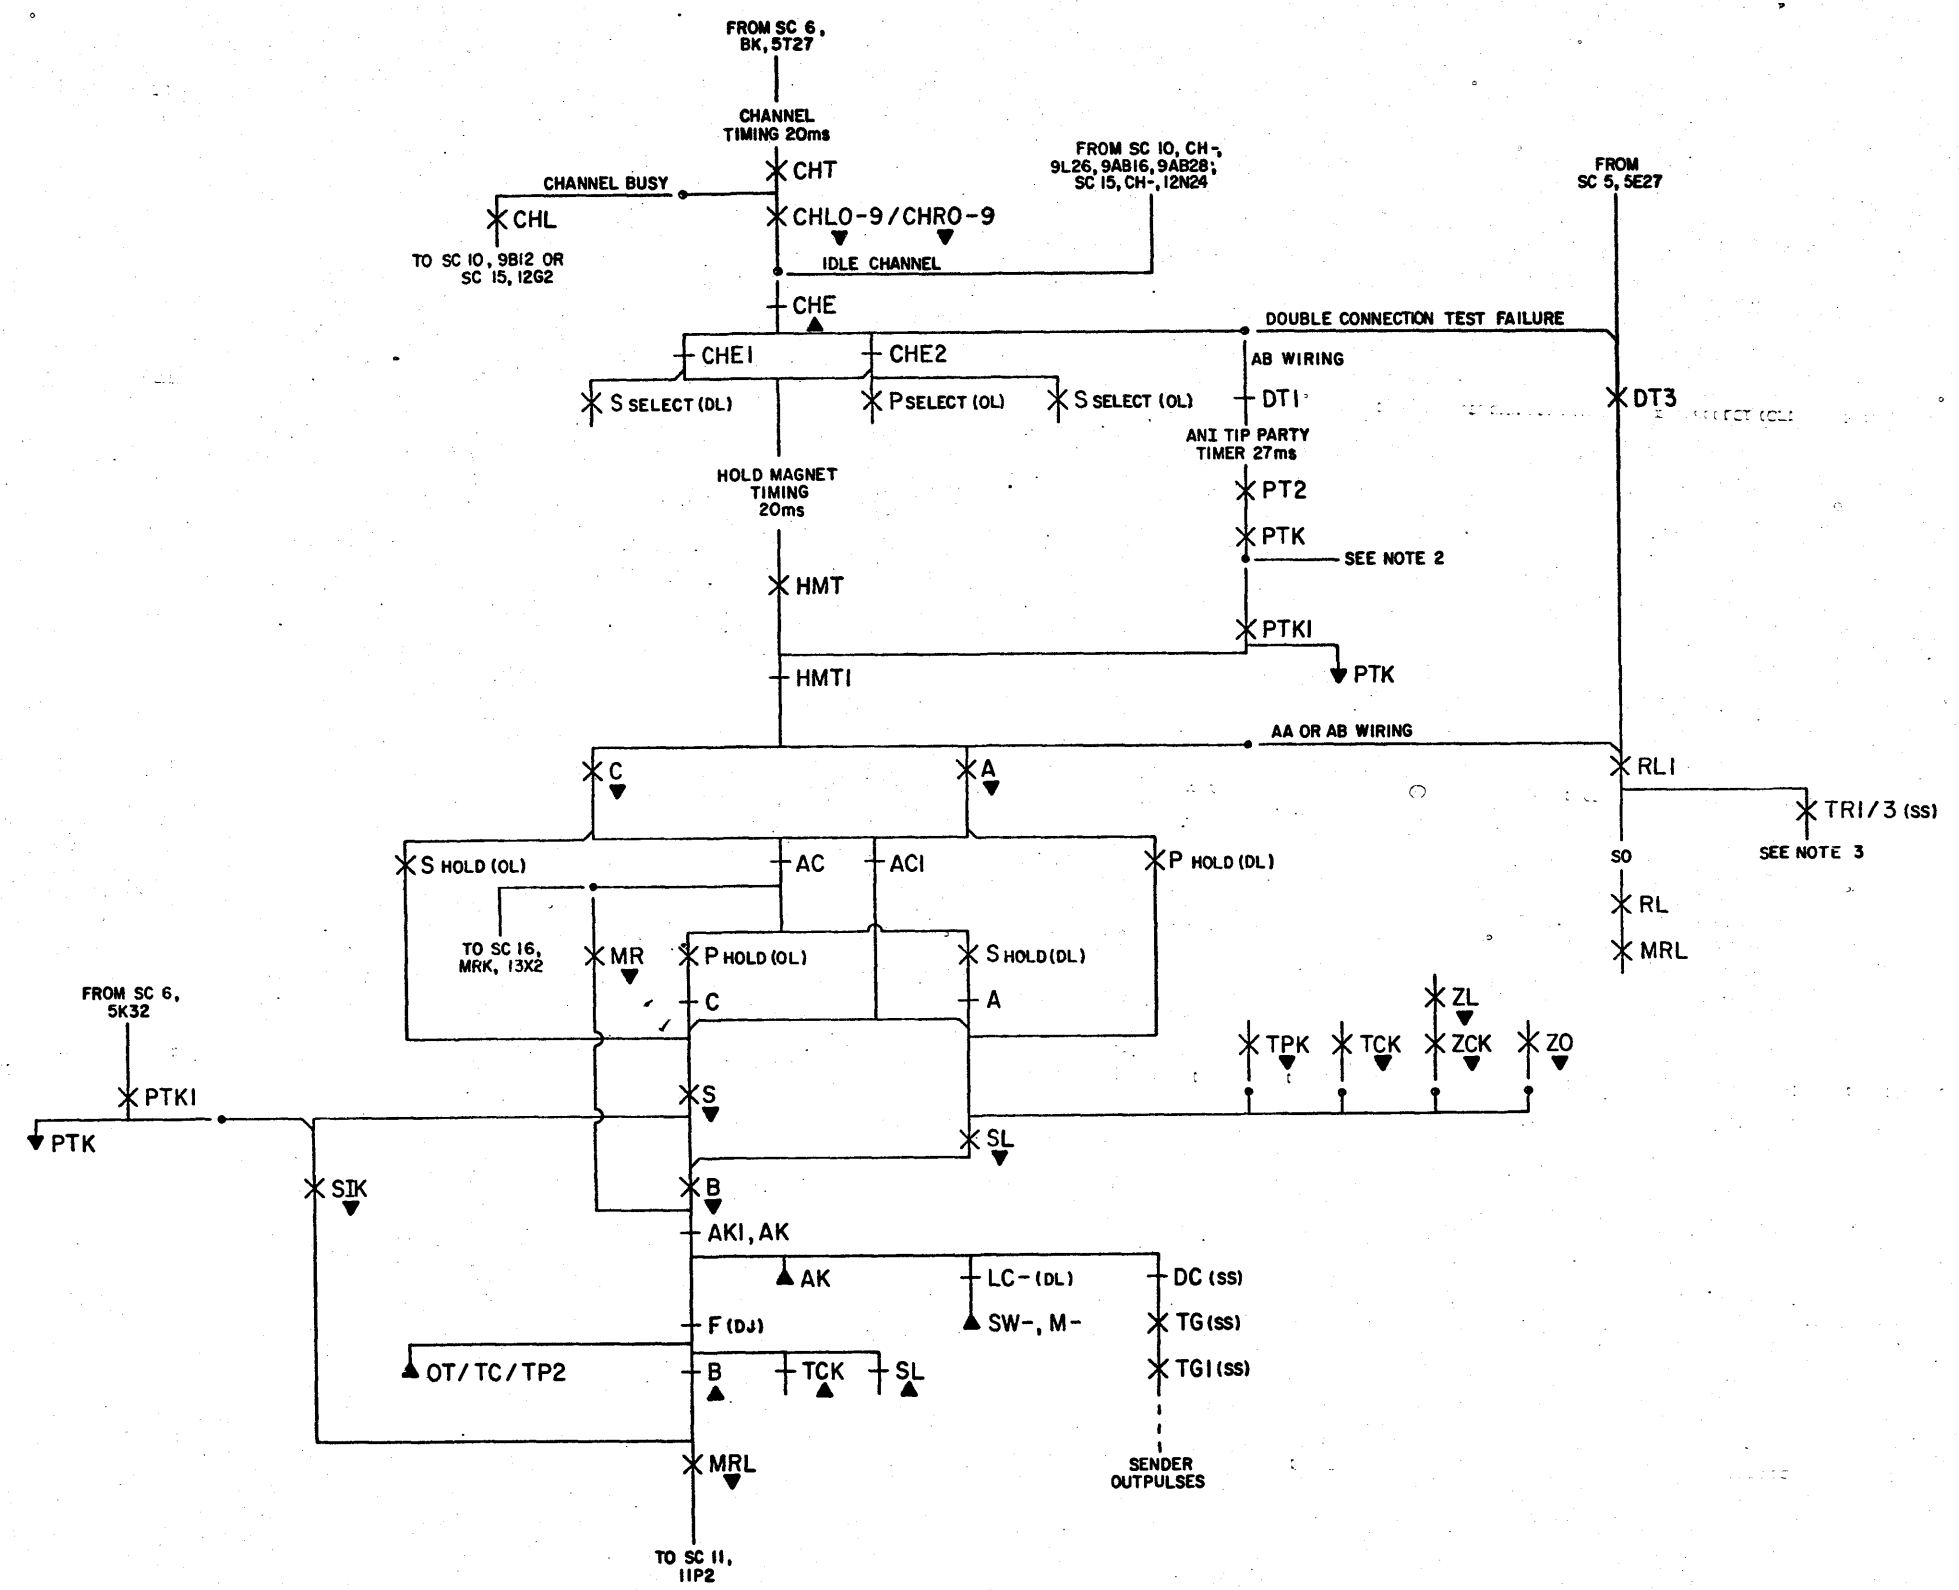 FROM SC 6,
BK, 5T27
CHANNEL
TIMING 20ms
CHT
CHANNEL BUSY
CHL
TO SC 10, 9B12 OR
SC 15, 12G2
CHLO-9/CHRO-9
FROM SC 10, CH-,
9L26, 9AB16, 9AB28;
SC 15, CH-, 12N24
FROM
SC 5, 5E27
IDLE CHANNEL
CHE
DOUBLE CONNECTION TEST FAILURE
CHE1
CHE2
AB WIRING
S SELECT (DL)
P SELECT (OL)
S SELECT (OL)
DT1
DT3
ANI TIP PARTY
TIMER 27ms
HOLD MAGNET
TIMING
20ms
PT2
PTK
SEE NOTE 2
HMT
PTK1
PTK
HMT1
AA OR AB WIRING
C
A
RL1
TR1/3 (SS)
SEE NOTE 3
S HOLD (OL)
AC
AC1
P HOLD (DL)
SO
RL
MRL
TO SC 16,
MRK, 13X2
MR
P HOLD (OL)
S HOLD (DL)
C
A
FROM SC 6,
5K32
ZL
TPK
TCK
ZCK
ZO
PTK1
PTK
S
SL
SIK
B
AK1, AK
AK
LC- (DL)
DC (SS)
F (DJ)
SW-, M-
TG (SS)
OT/TC/TP2
B
TCK
SL
TG1 (SS)
MRL
SENDER
OUTPULSES
TO SC 11,
11P2